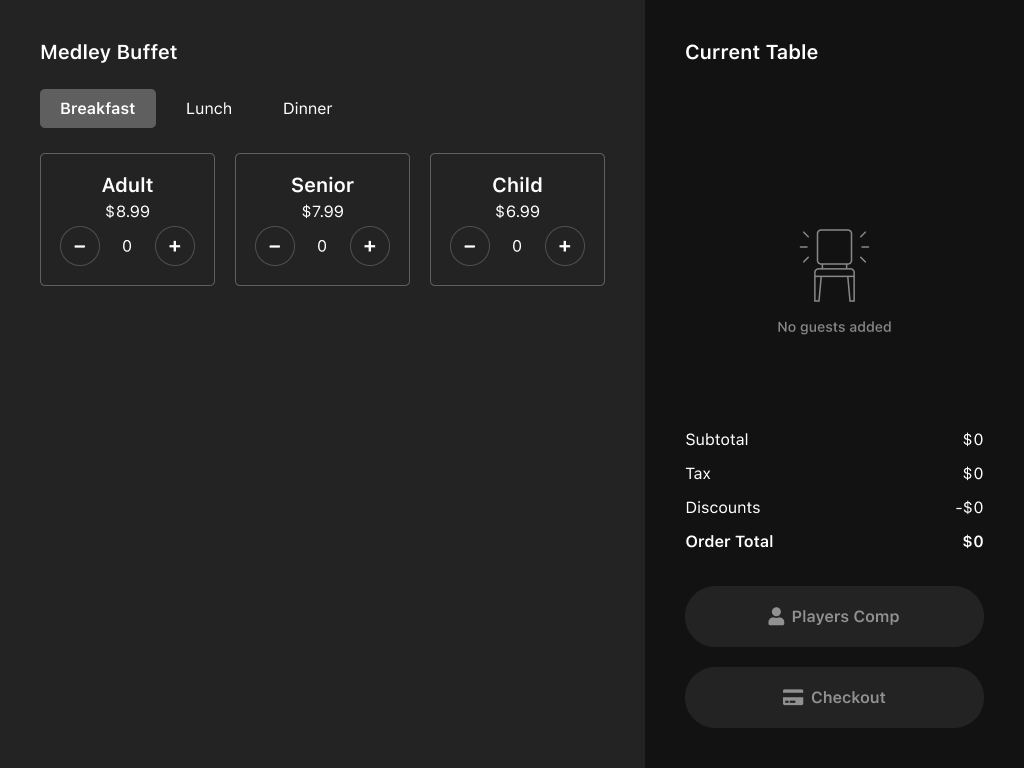 Medley Buffet
Breakfast Lunch Dinner
Adult
$8.99
− 0 +
Senior
$7.99
− 0 +
Child
$6.99
− 0 +
Current Table
No guests added
Subtotal $0
Tax $0
Discounts -$0
Order Total $0
Players Comp
Checkout